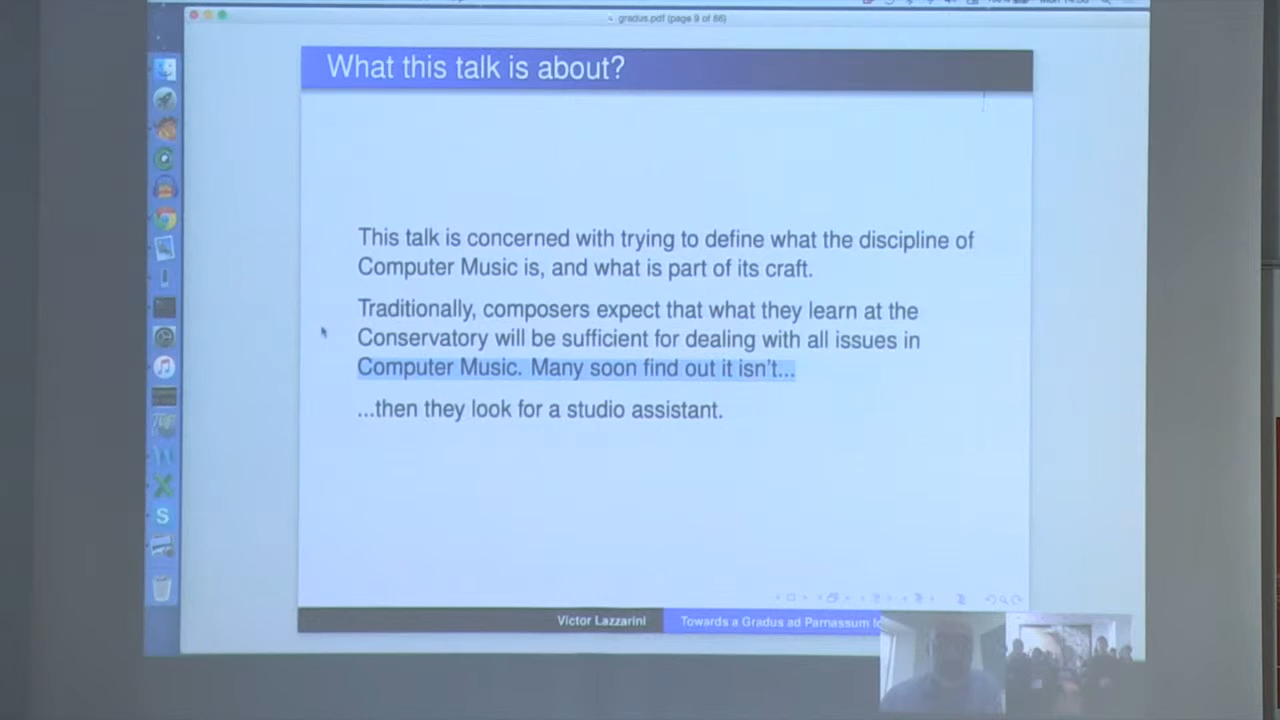 gradus.pdf (page 9 of 86)
What this talk is about?
This talk is concerned with trying to define what the discipline of
Computer Music is, and what is part of its craft.
Traditionally, composers expect that what they learn at the
Conservatory will be sufficient for dealing with all issues in
Computer Music. Many soon find out it isn't...
...then they look for a studio assistant.
Victor Lazzarini
Towards a Gradus ad Parnassum